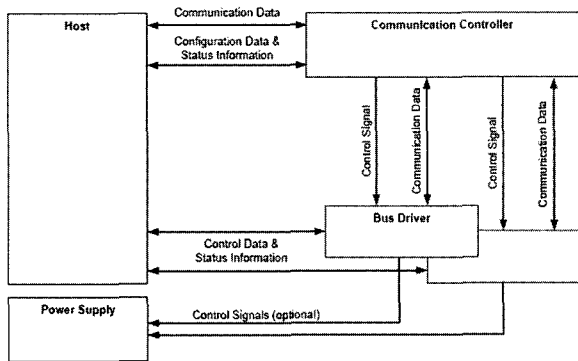 Host
Communication Data
Communication Controller
Configuration Data &
Status Information
Control Signal
Communication Data
Control Signal
Communication Data
Bus Driver
Control Data &
Status Information
Power Supply
Control Signals (optional)